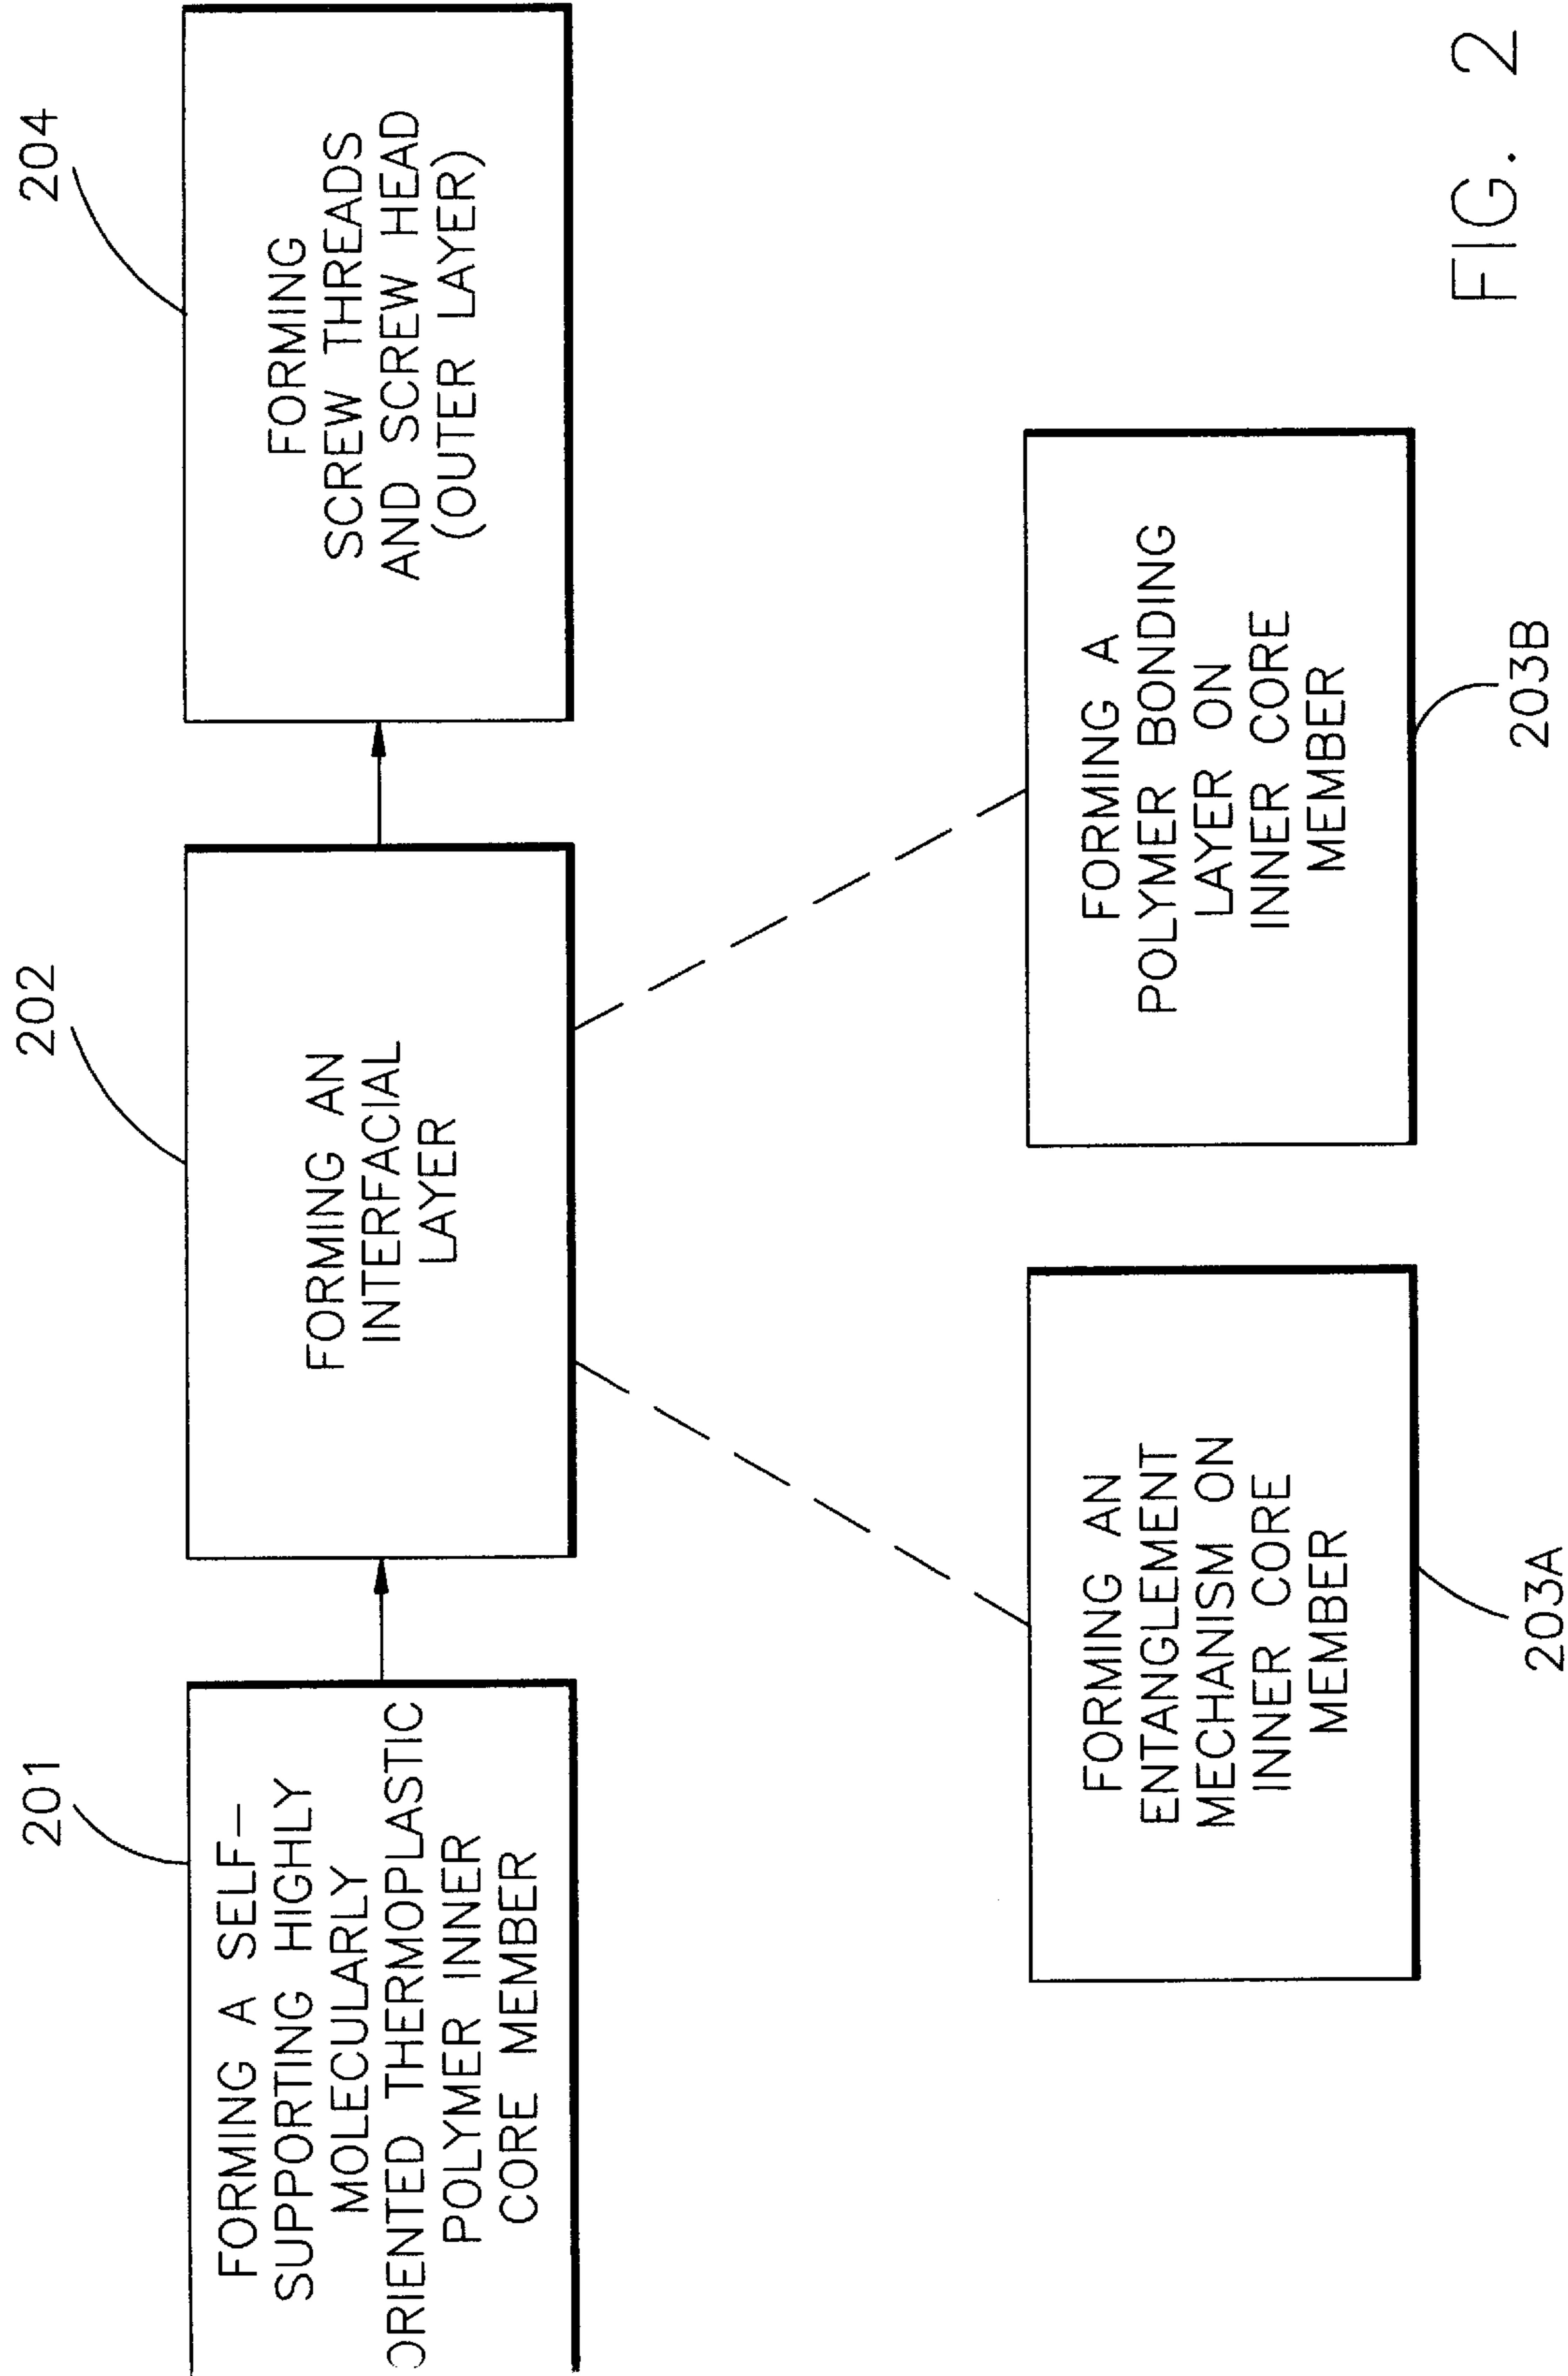 201
FORMING A SELF-
SUPPORTING HIGHLY
MOLECULARLY
ORIENTED THERMOPLASTIC
POLYMER INNER
CORE MEMBER
202
FORMING AN
INTERFACIAL
LAYER
204
FORMING
SCREW THREADS
AND SCREW HEAD
(OUTER LAYER)
FORMING AN
ENTANGLEMENT
MECHANISM ON
INNER CORE
MEMBER
203A
FORMING A
POLYMER BONDING
LAYER ON
INNER CORE
MEMBER
203B
FIG. 2